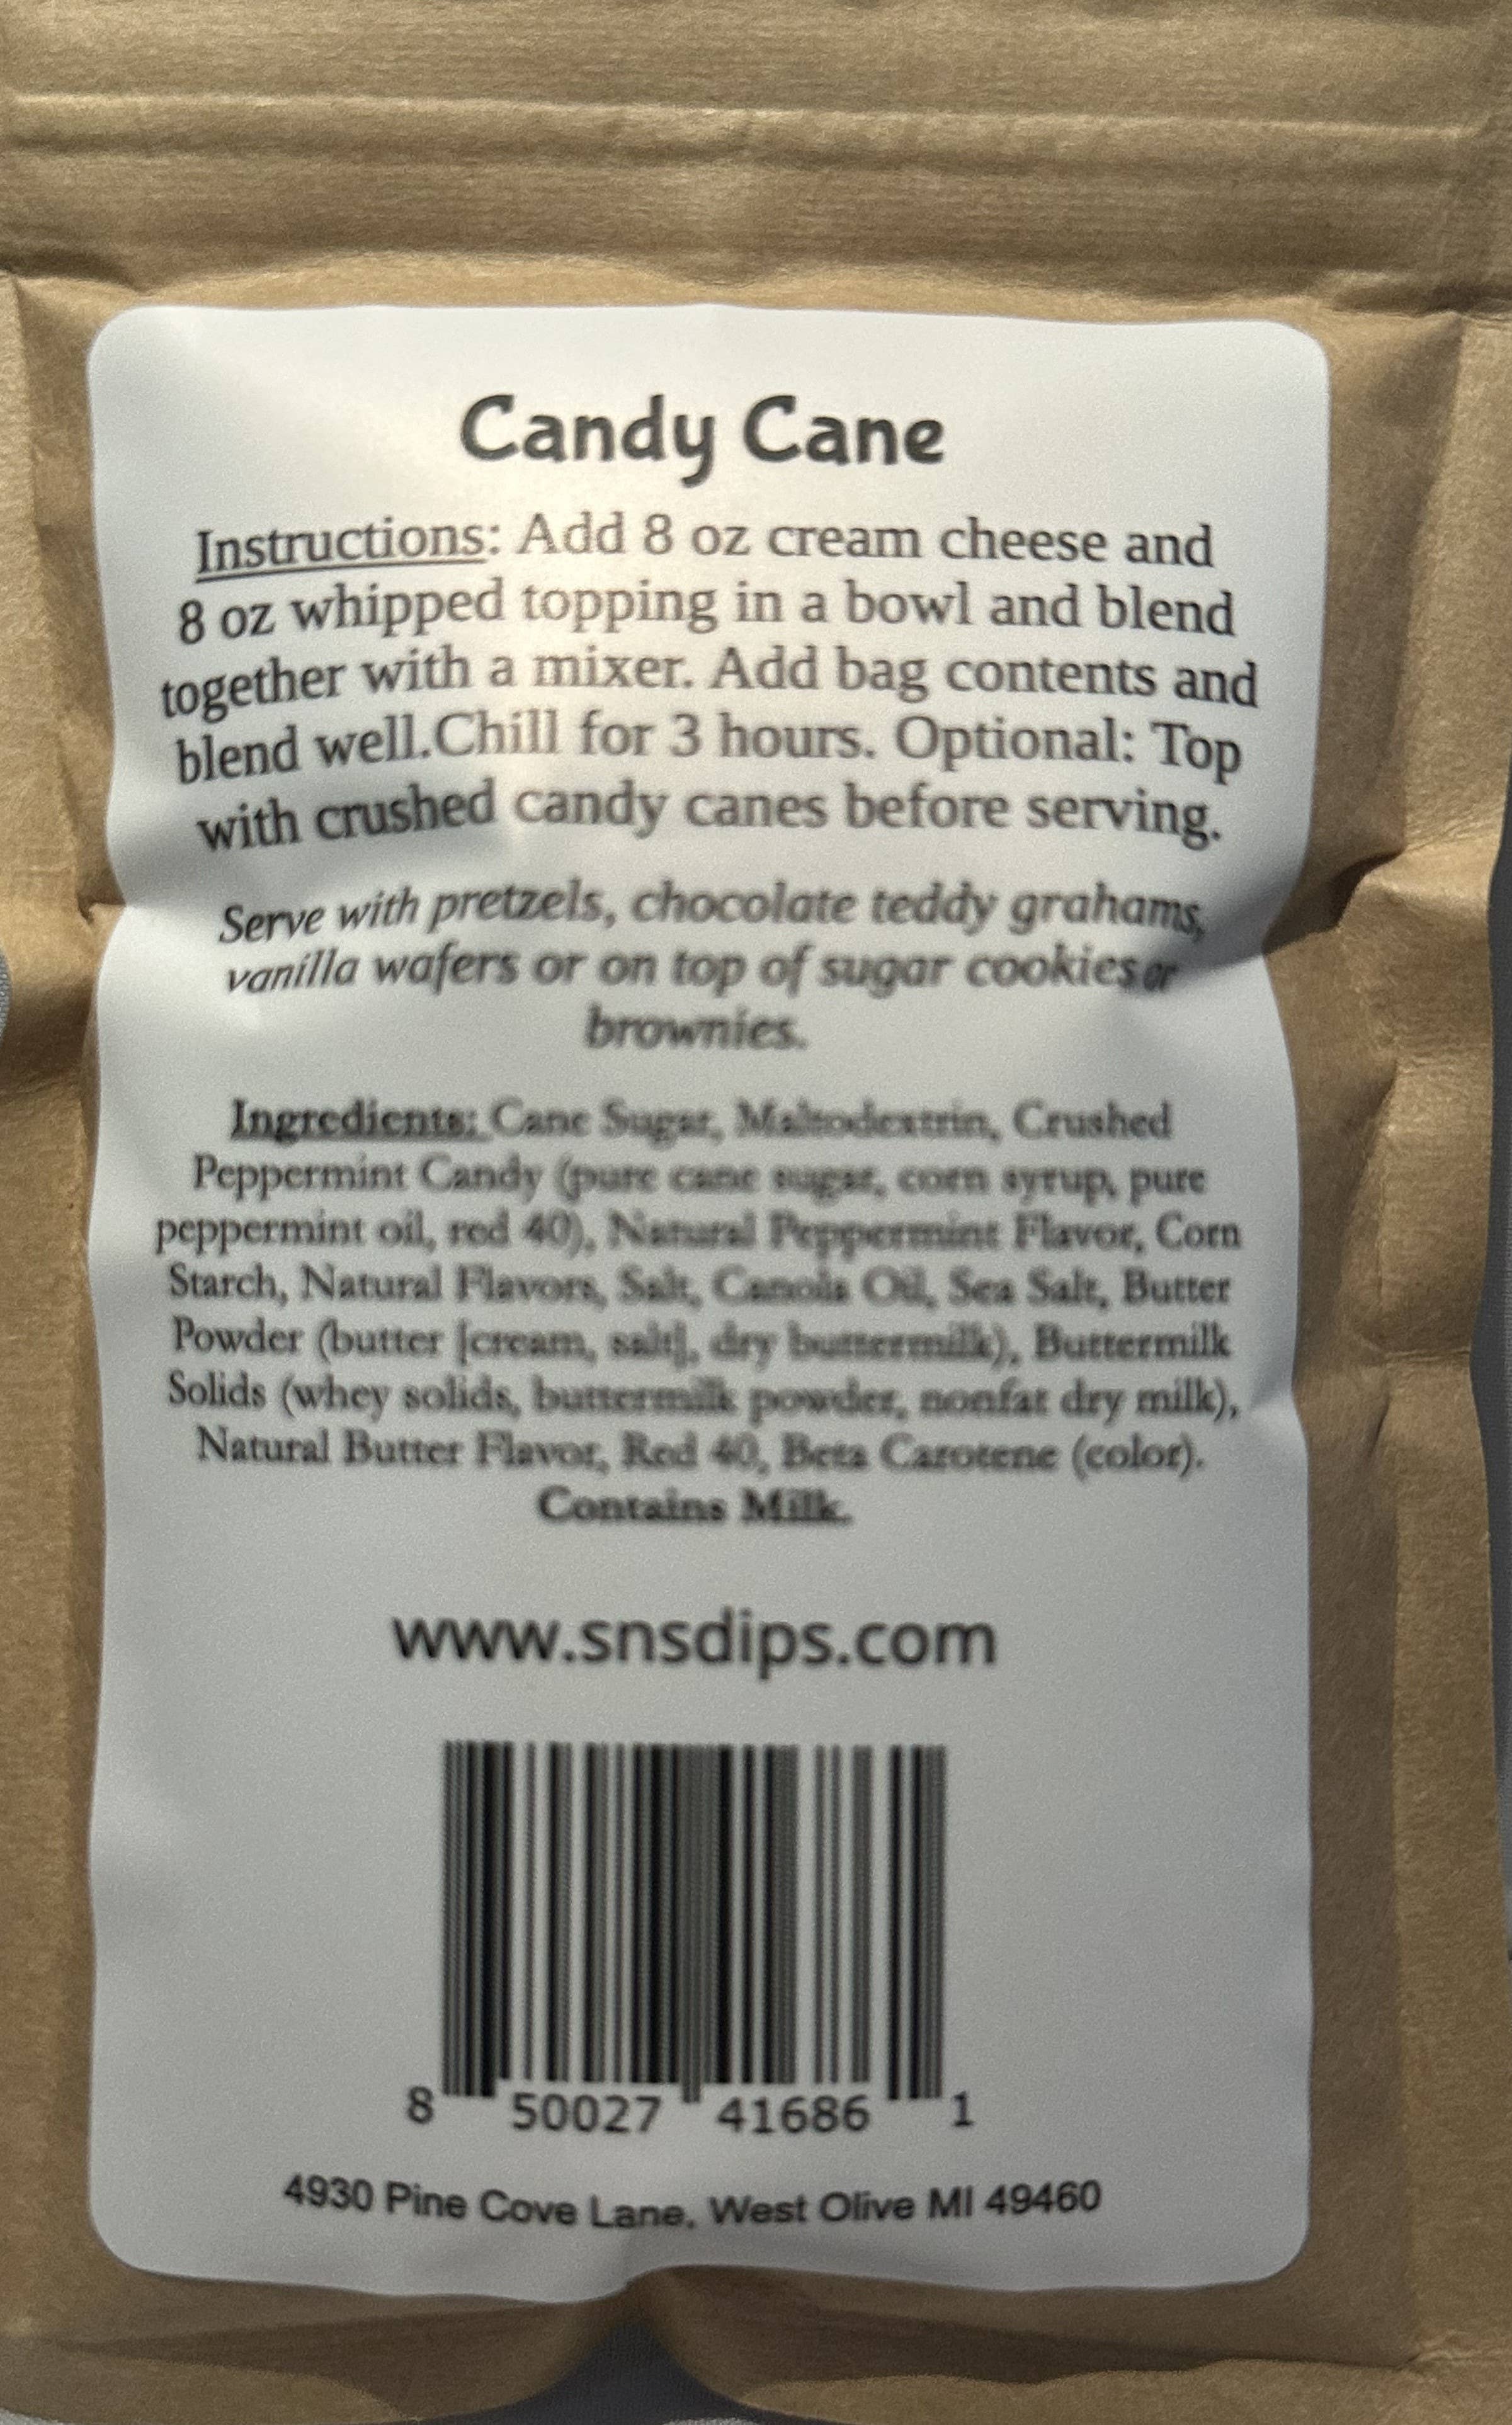 Candy Cane
Instructions: Add 8 oz cream cheese and
8 oz whipped topping in a bowl and blend
together with a mixer. Add bag contents and
blend well.Chill for 3 hours. Optional: Top
with crushed candy canes before serving.
Serve with pretzels, chocolate teddy grahams,
vanilla wafers or on top of sugar cookies or
brownies.
Ingredients: Cane Sugar, Maltodextrin, Crushed
Peppermint Candy (pure cane sugar, corn syrup, pure
peppermint oil, red 40), Natural Peppermint Flavor, Corn
Starch, Natural Flavors, Salt, Canola Oil, Sea Salt, Butter
Powder (butter [cream, salt], dry buttermilk), Buttermilk
Solids (whey solids, buttermilk powder, nonfat dry milk),
Natural Butter Flavor, Red 40, Beta Carotene (color).
Contains Milk.
www.snsdips.com
8 50027 41686 1
4930 Pine Cove Lane, West Olive MI 49460